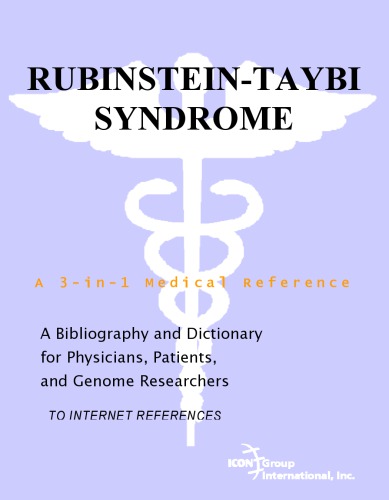 RUBINSTEIN-TAYBI
SYNDROME
A 3-in-1 Medical Reference
A Bibliography and Dictionary
for Physicians, Patients,
and Genome Researchers
TO INTERNET REFERENCES
ICON Group
International, Inc.